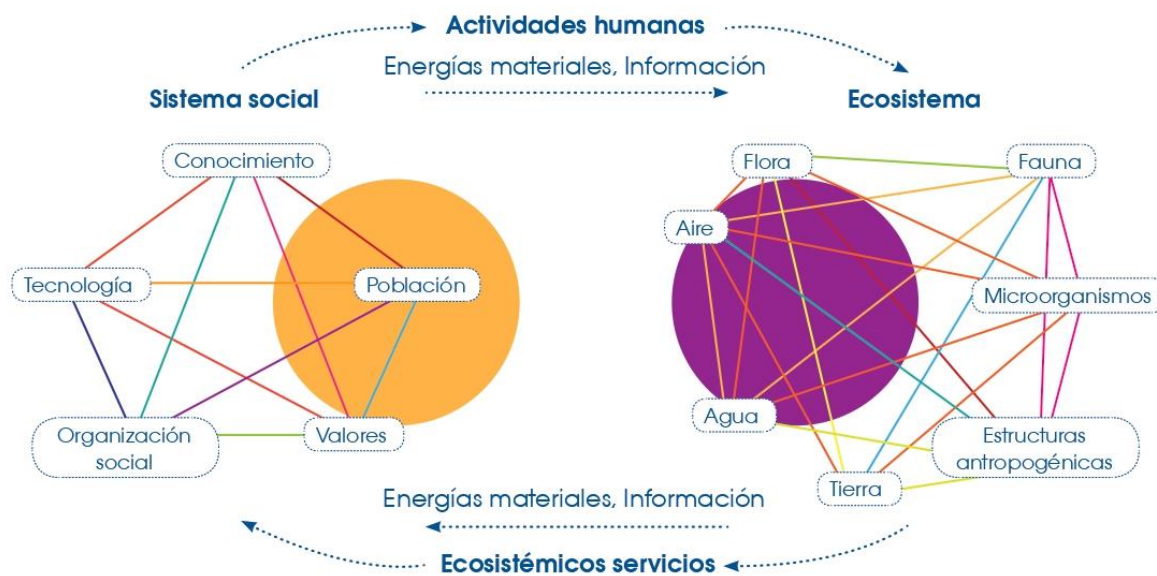 Actividades humanas
Energías materiales, Información
Sistema social
Ecosistema
Conocimiento
Tecnología
Población
Organización
social
Valores
Flora
Fauna
Aire
Microorganismos
Agua
Estructuras
antropogénicas
Tierra
Energías materiales, Información
Ecosistémicos servicios